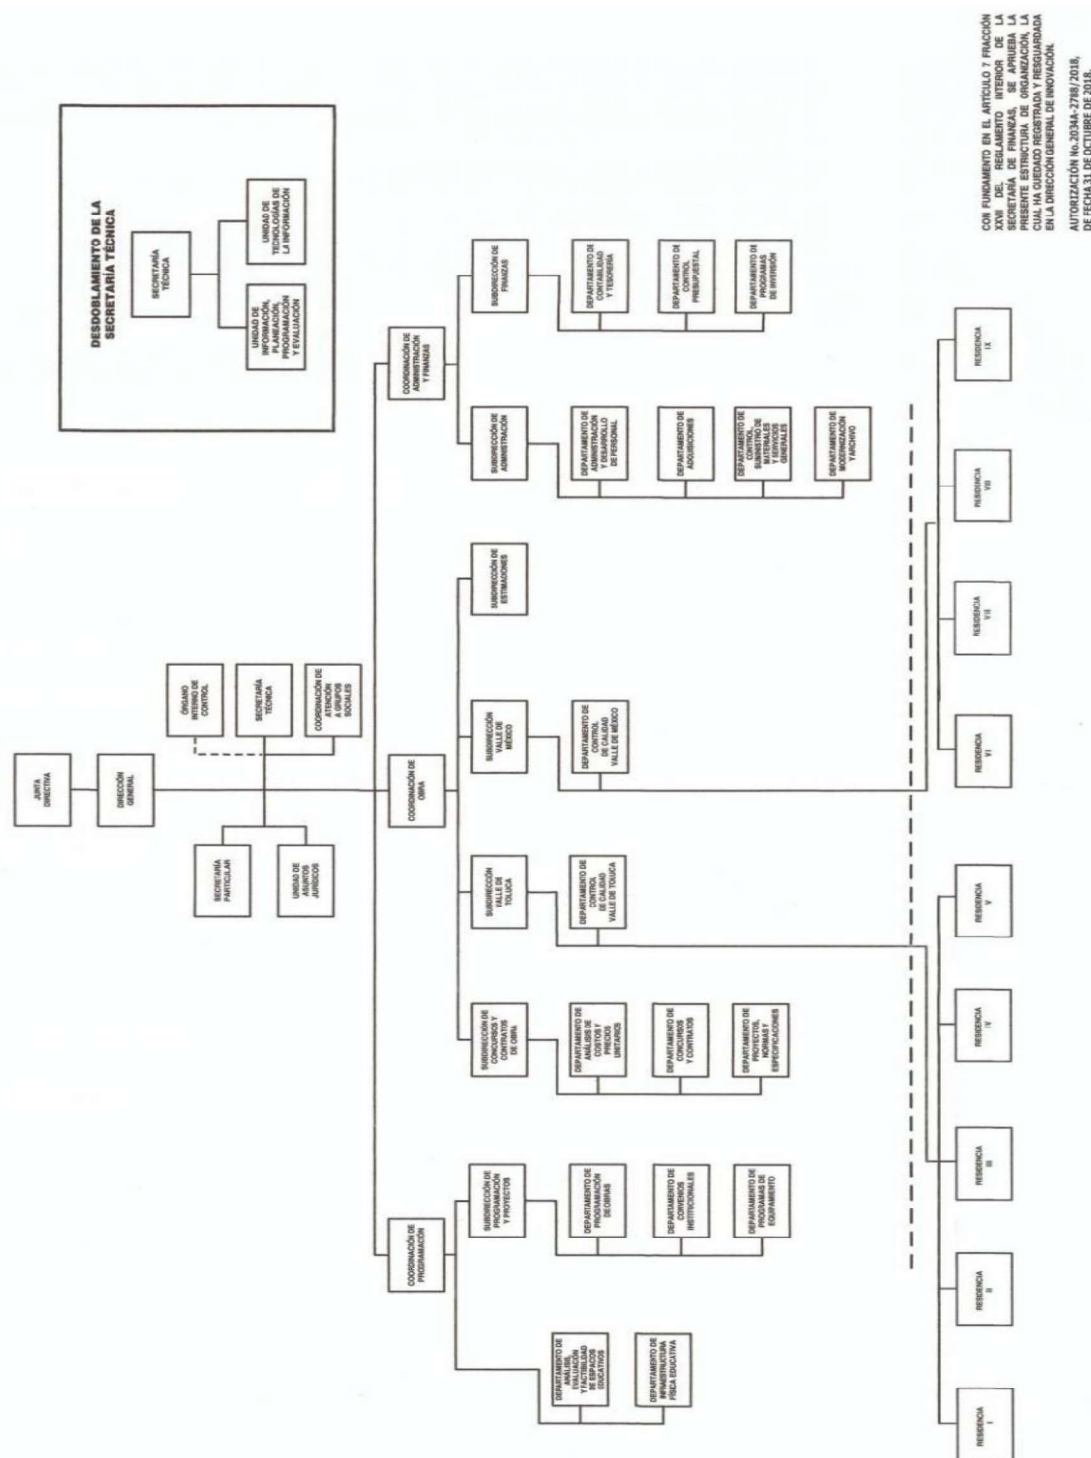 JUNTA
DIRECTIVA
DIRECCIÓN
GENERAL
SECRETARÍA
PARTICULAR
UNIDAD DE
ASUNTOS
JURÍDICOS
ÓRGANO
INTERNO DE
CONTROL
SECRETARÍA
TÉCNICA
COORDINACIÓN DE
ATENCIÓN
A GRUPOS
SOCIALES
DESDOBLAMIENTO DE LA
SECRETARÍA TÉCNICA
SECRETARÍA
TÉCNICA
UNIDAD DE
INFORMACIÓN,
PLANEACIÓN,
PROGRAMACIÓN
Y EVALUACIÓN
UNIDAD DE
TECNOLOGÍAS DE
LA INFORMACIÓN
COORDINACIÓN DE
PROGRAMACIÓN
COORDINACIÓN DE
OBRA
COORDINACIÓN DE
ADMINISTRACIÓN
Y FINANZAS
SUBDIRECCIÓN DE
PROGRAMACIÓN
Y PROYECTOS
SUBDIRECCIÓN DE
CONCURSOS Y
CONTRATOS
DE OBRA
SUBDIRECCIÓN
VALLE DE
TOLUCA
SUBDIRECCIÓN
VALLE DE
MÉXICO
SUBDIRECCIÓN DE
ESTIMACIONES
SUBDIRECCIÓN DE
ADMINISTRACIÓN
SUBDIRECCIÓN DE
FINANZAS
DEPARTAMENTO DE
ANÁLISIS,
EVALUACIÓN
Y FACTIBILIDAD
DE ESPACIOS
EDUCATIVOS
DEPARTAMENTO DE
INFRAESTRUCTURA
FÍSICA EDUCATIVA
DEPARTAMENTO DE
PROGRAMACIÓN
DE OBRAS
DEPARTAMENTO DE
CONVENIOS
INSTITUCIONALES
DEPARTAMENTO DE
PROGRAMAS DE
EQUIPAMIENTO
DEPARTAMENTO DE
ANÁLISIS DE
COSTOS Y
PRECIOS
UNITARIOS
DEPARTAMENTO DE
CONCURSOS
Y CONTRATOS
DEPARTAMENTO DE
PROYECTOS,
NORMAS Y
ESPECIFICACIONES
DEPARTAMENTO DE
CONTROL
DE CALIDAD
VALLE DE TOLUCA
DEPARTAMENTO DE
CONTROL
DE CALIDAD
VALLE DE MÉXICO
DEPARTAMENTO DE
ADMINISTRACIÓN
Y DESARROLLO
DE PERSONAL
DEPARTAMENTO DE
ADQUISICIONES
DEPARTAMENTO DE
CONTROL,
SUMINISTRO DE
MATERIALES
Y SERVICIOS
GENERALES
DEPARTAMENTO DE
MODERNIZACIÓN
Y ARCHIVO
DEPARTAMENTO DE
CONTABILIDAD
Y TESORERÍA
DEPARTAMENTO DE
CONTROL
PRESUPUESTAL
DEPARTAMENTO DE
PROGRAMAS
DE INVERSIÓN
RESIDENCIA
I
RESIDENCIA
II
RESIDENCIA
III
RESIDENCIA
IV
RESIDENCIA
V
RESIDENCIA
VI
RESIDENCIA
VII
RESIDENCIA
VIII
RESIDENCIA
IX
CON FUNDAMENTO EN EL ARTÍCULO 7 FRACCIÓN
XXVII DEL REGLAMENTO INTERIOR DE LA
SECRETARÍA DE FINANZAS, SE APRUEBA LA
PRESENTE ESTRUCTURA DE ORGANIZACIÓN, LA
CUAL HA QUEDADO REGISTRADA Y RESGUARDADA
EN LA DIRECCIÓN GENERAL DE INNOVACIÓN.
AUTORIZACIÓN No.2034A-2788/2018,
DE FECHA 31 DE OCTUBRE DE 2018.